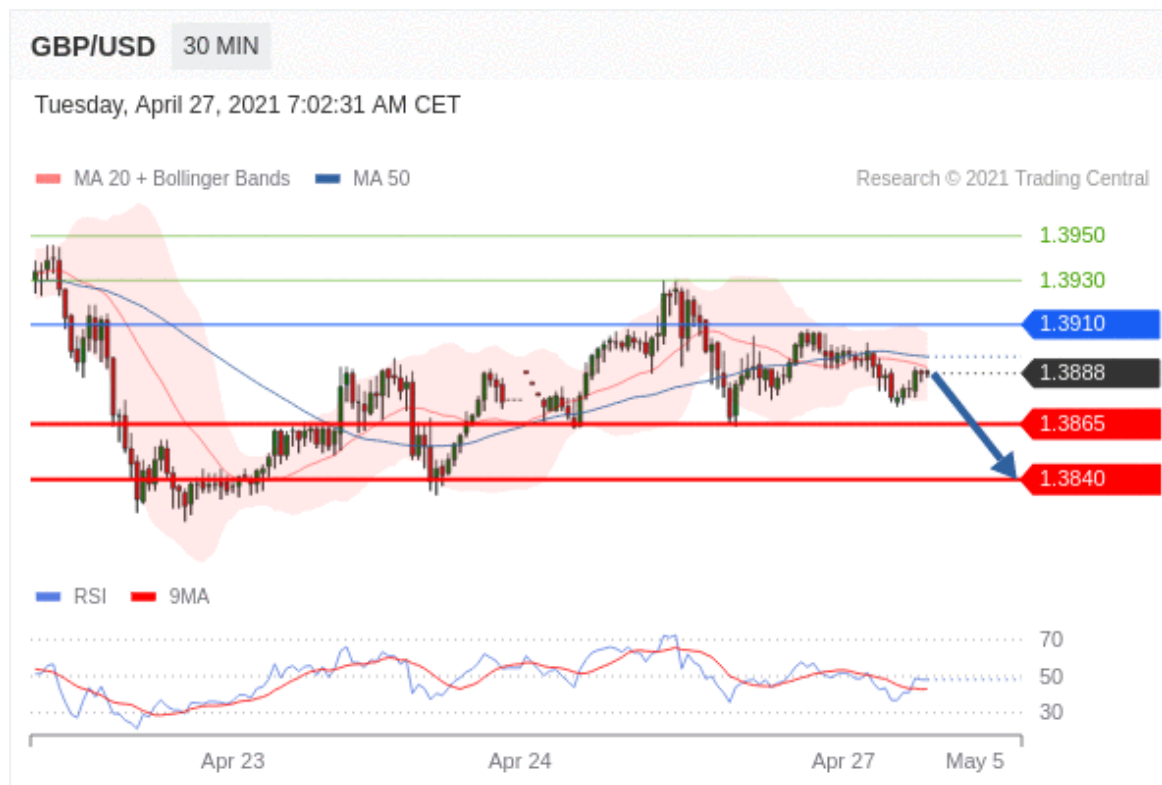 GBP/USD 30 MIN
Tuesday, April 27, 2021 7:02:31 AM CET
MA 20 + Bollinger Bands MA 50 Research © 2021 Trading Central
1.3950
1.3930
1.3910
1.3888
1.3865
1.3840
RSI 9MA
70
50
30
Apr 23 Apr 24 Apr 27 May 5